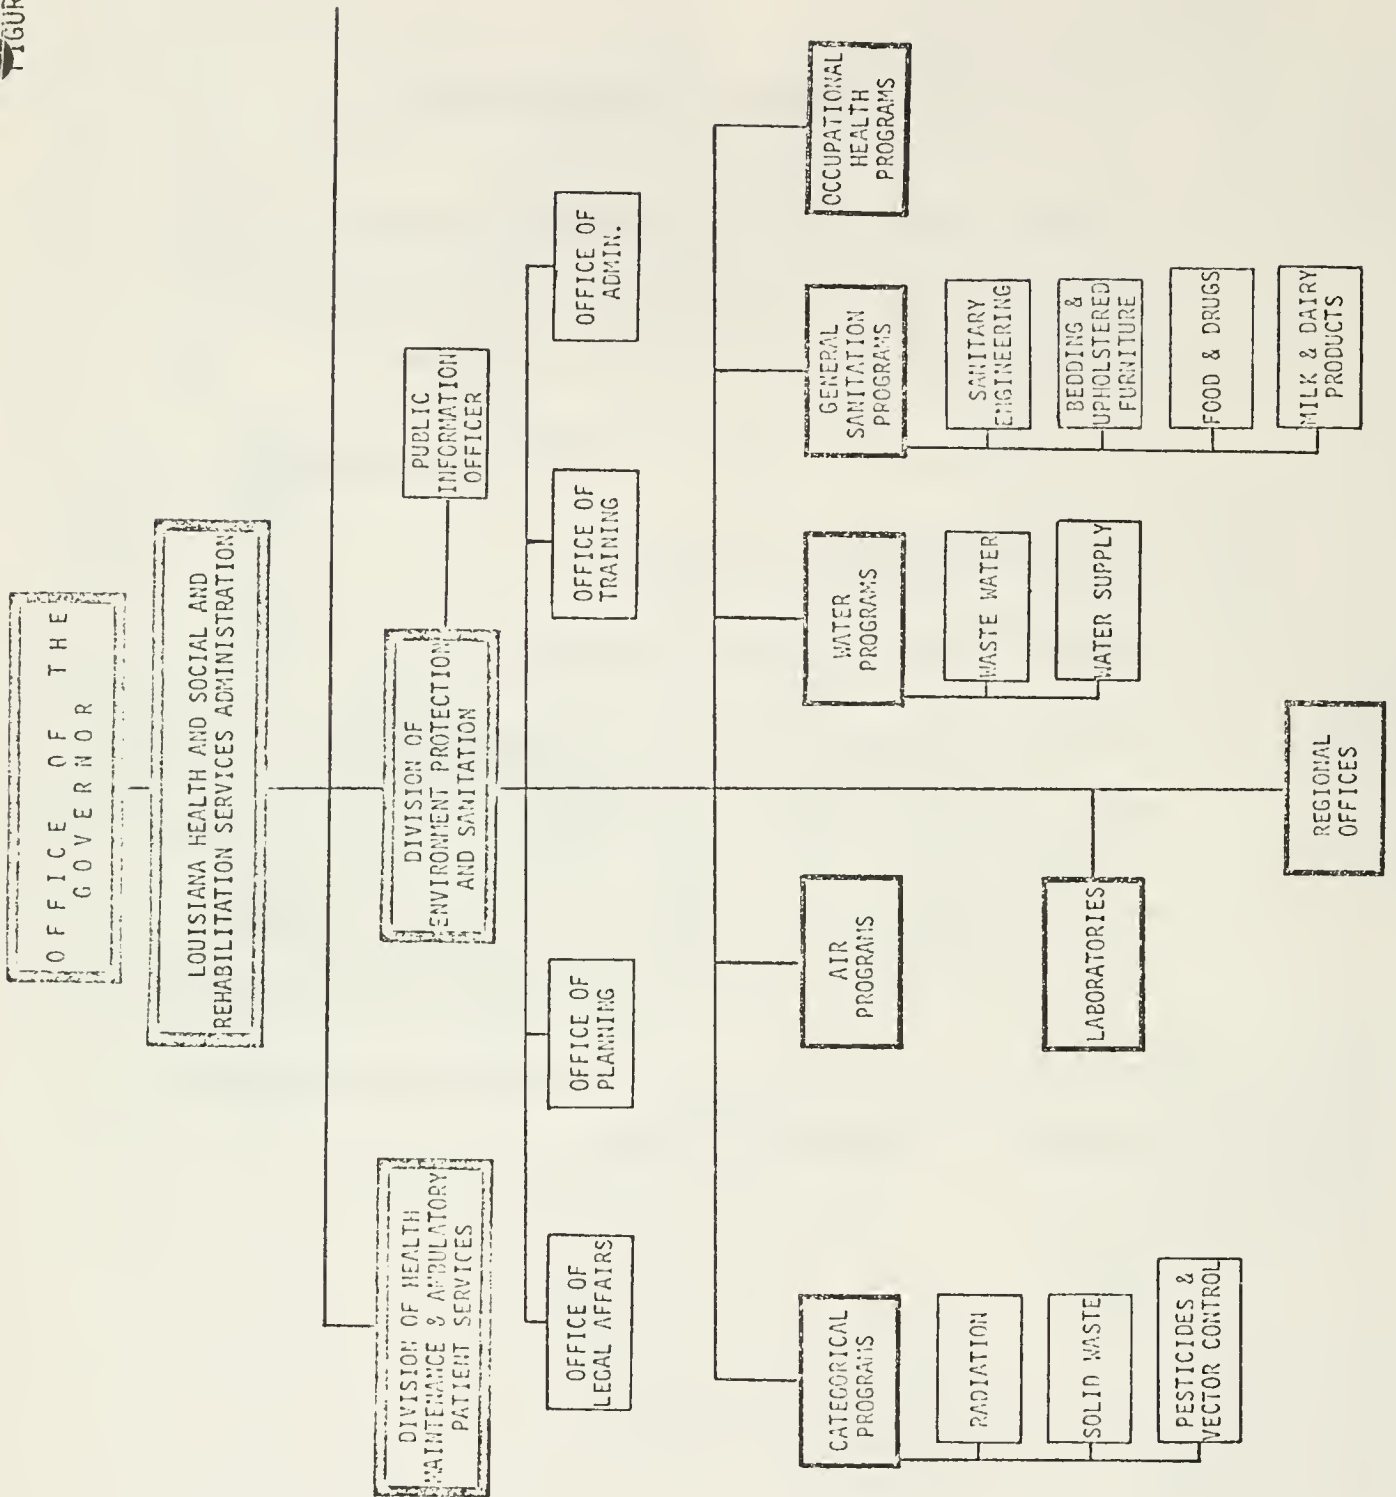 OFFICE OF THE
GOVERNOR
LOUISIANA HEALTH AND SOCIAL AND
REHABILITATION SERVICES ADMINISTRATION
DIVISION OF HEALTH
MAINTENANCE & AMBULATORY
PATIENT SERVICES
DIVISION OF
ENVIRONMENT PROTECTION
AND SANITATION
PUBLIC
INFORMATION
OFFICER
OFFICE OF
LEGAL AFFAIRS
OFFICE OF
PLANNING
OFFICE OF
TRAINING
OFFICE OF
ADMIN.
CATEGORICAL
PROGRAMS
RADIATION
SOLID WASTE
PESTICIDES &
VECTOR CONTROL
AIR
PROGRAMS
LABORATORIES
WATER
PROGRAMS
WASTE WATER
WATER SUPPLY
REGIONAL
OFFICES
GENERAL
SANITATION
PROGRAMS
SANITARY
ENGINEERING
BEDDING &
UPHOLSTERED
FURNITURE
FOOD & DRUGS
MILK & DAIRY
PRODUCTS
OCCUPATIONAL
HEALTH
PROGRAMS